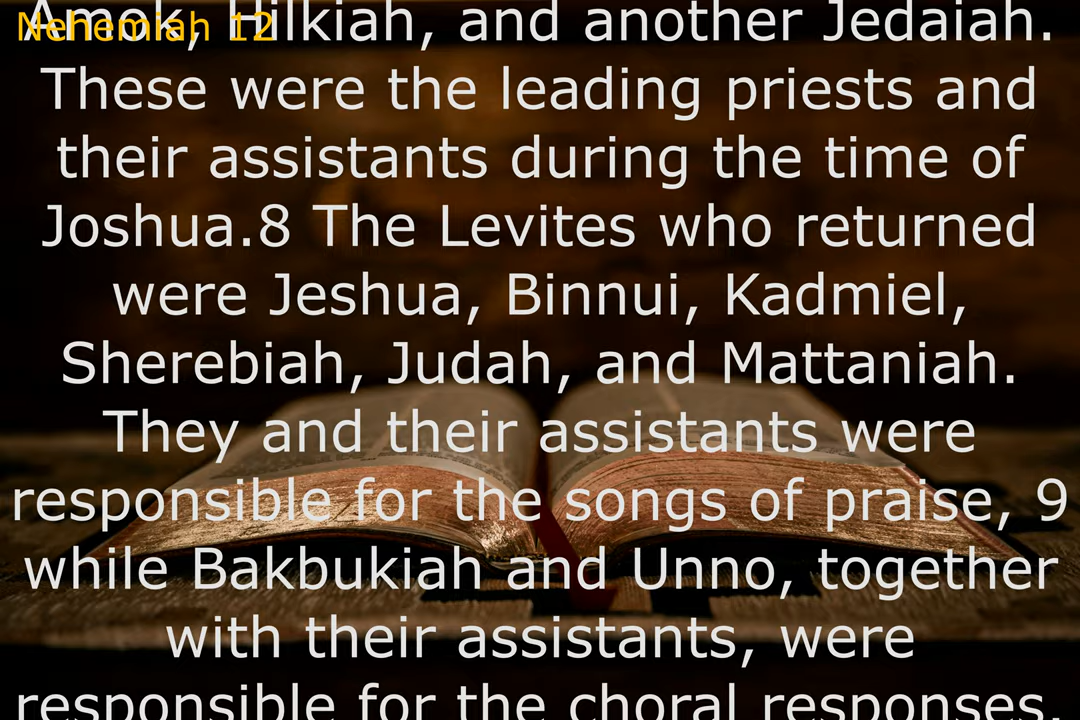 Nehemiah 12
Amok, Hilkiah, and another Jedaiah.
These were the leading priests and
their assistants during the time of
Joshua.8 The Levites who returned
were Jeshua, Binnui, Kadmiel,
Sherebiah, Judah, and Mattaniah.
They and their assistants were
responsible for the songs of praise, 9
while Bakbukiah and Unno, together
with their assistants, were
responsible for the choral responses.